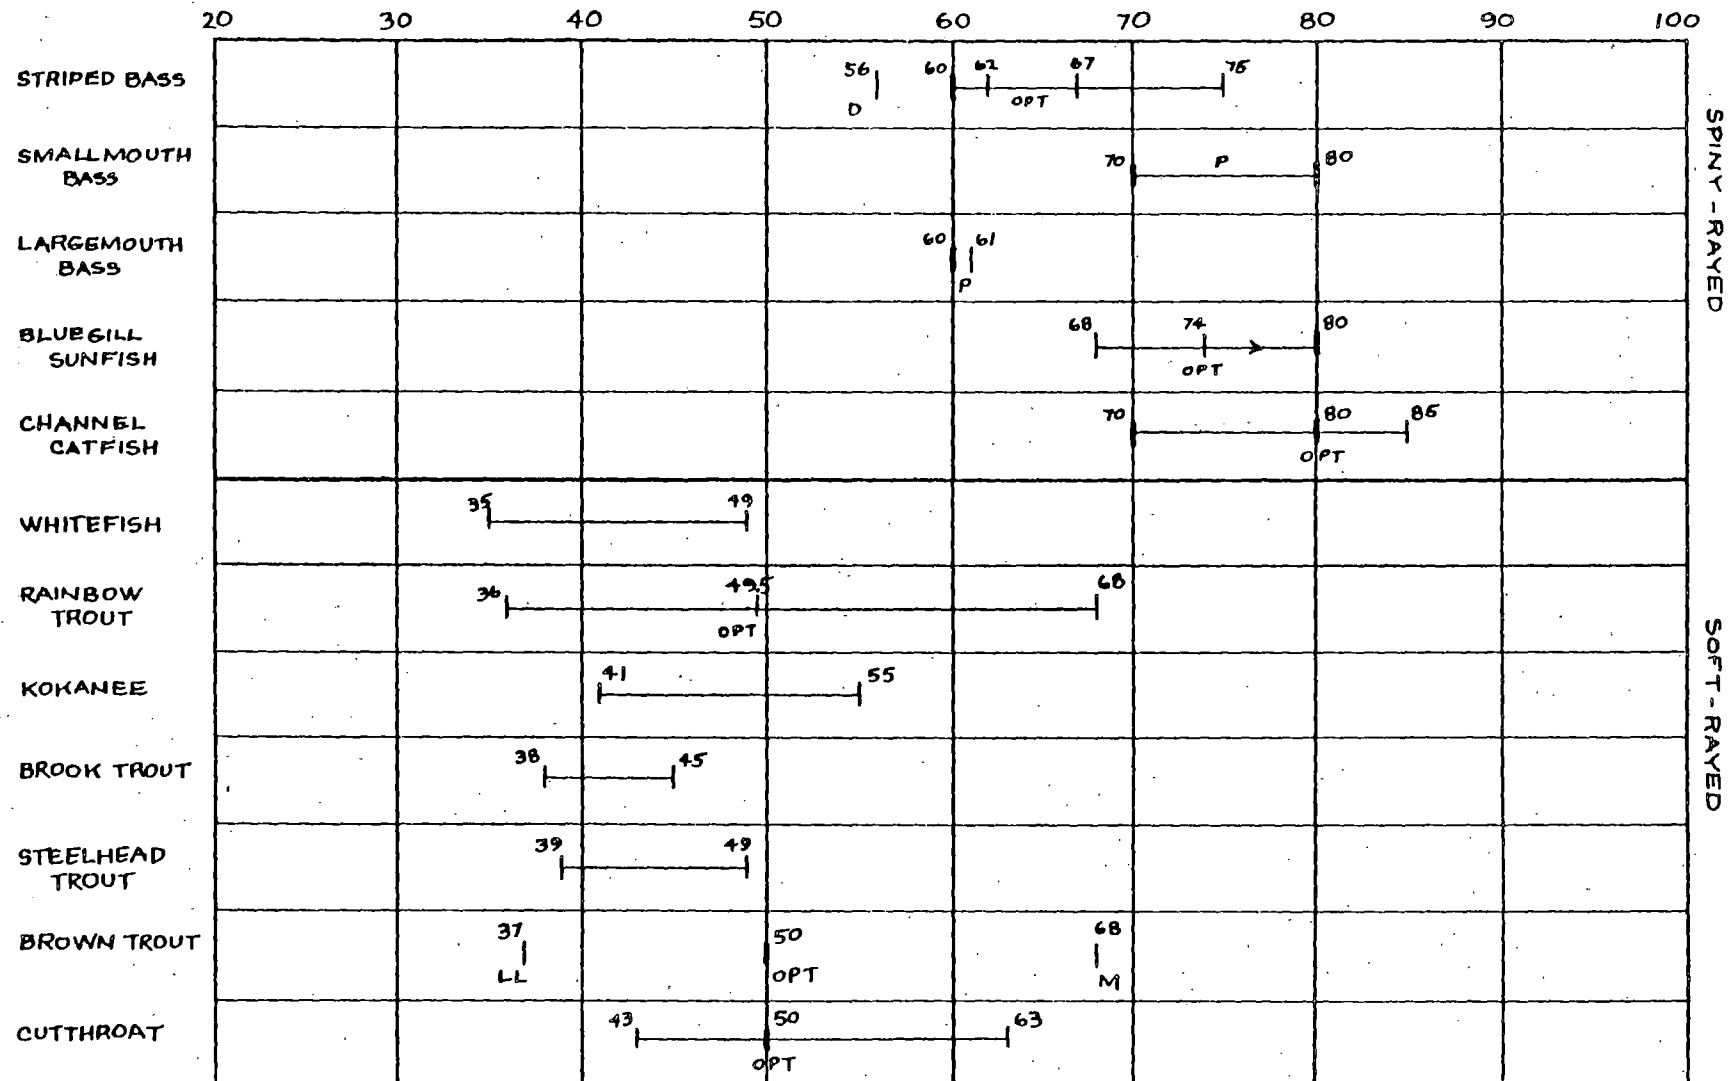 20 30 40 50 60 70 80 90 100
STRIPED BASS
56 60 62 67 75
D OPT
SMALLMOUTH
BASS
70 P 80
LARGEMOUTH
BASS
60 61
P
BLUEGILL
SUNFISH
68 74 80
OPT
CHANNEL
CATFISH
70 80 85
OPT
SPINY-RAYED
WHITEFISH
35 49
RAINBOW
TROUT
36 49.5 68
OPT
KOKANEE
41 55
BROOK TROUT
38 45
STEELHEAD
TROUT
39 49
BROWN TROUT
37 50 68
LL OPT M
CUTTHROAT
43 50 63
OPT
SOFT-RAYED